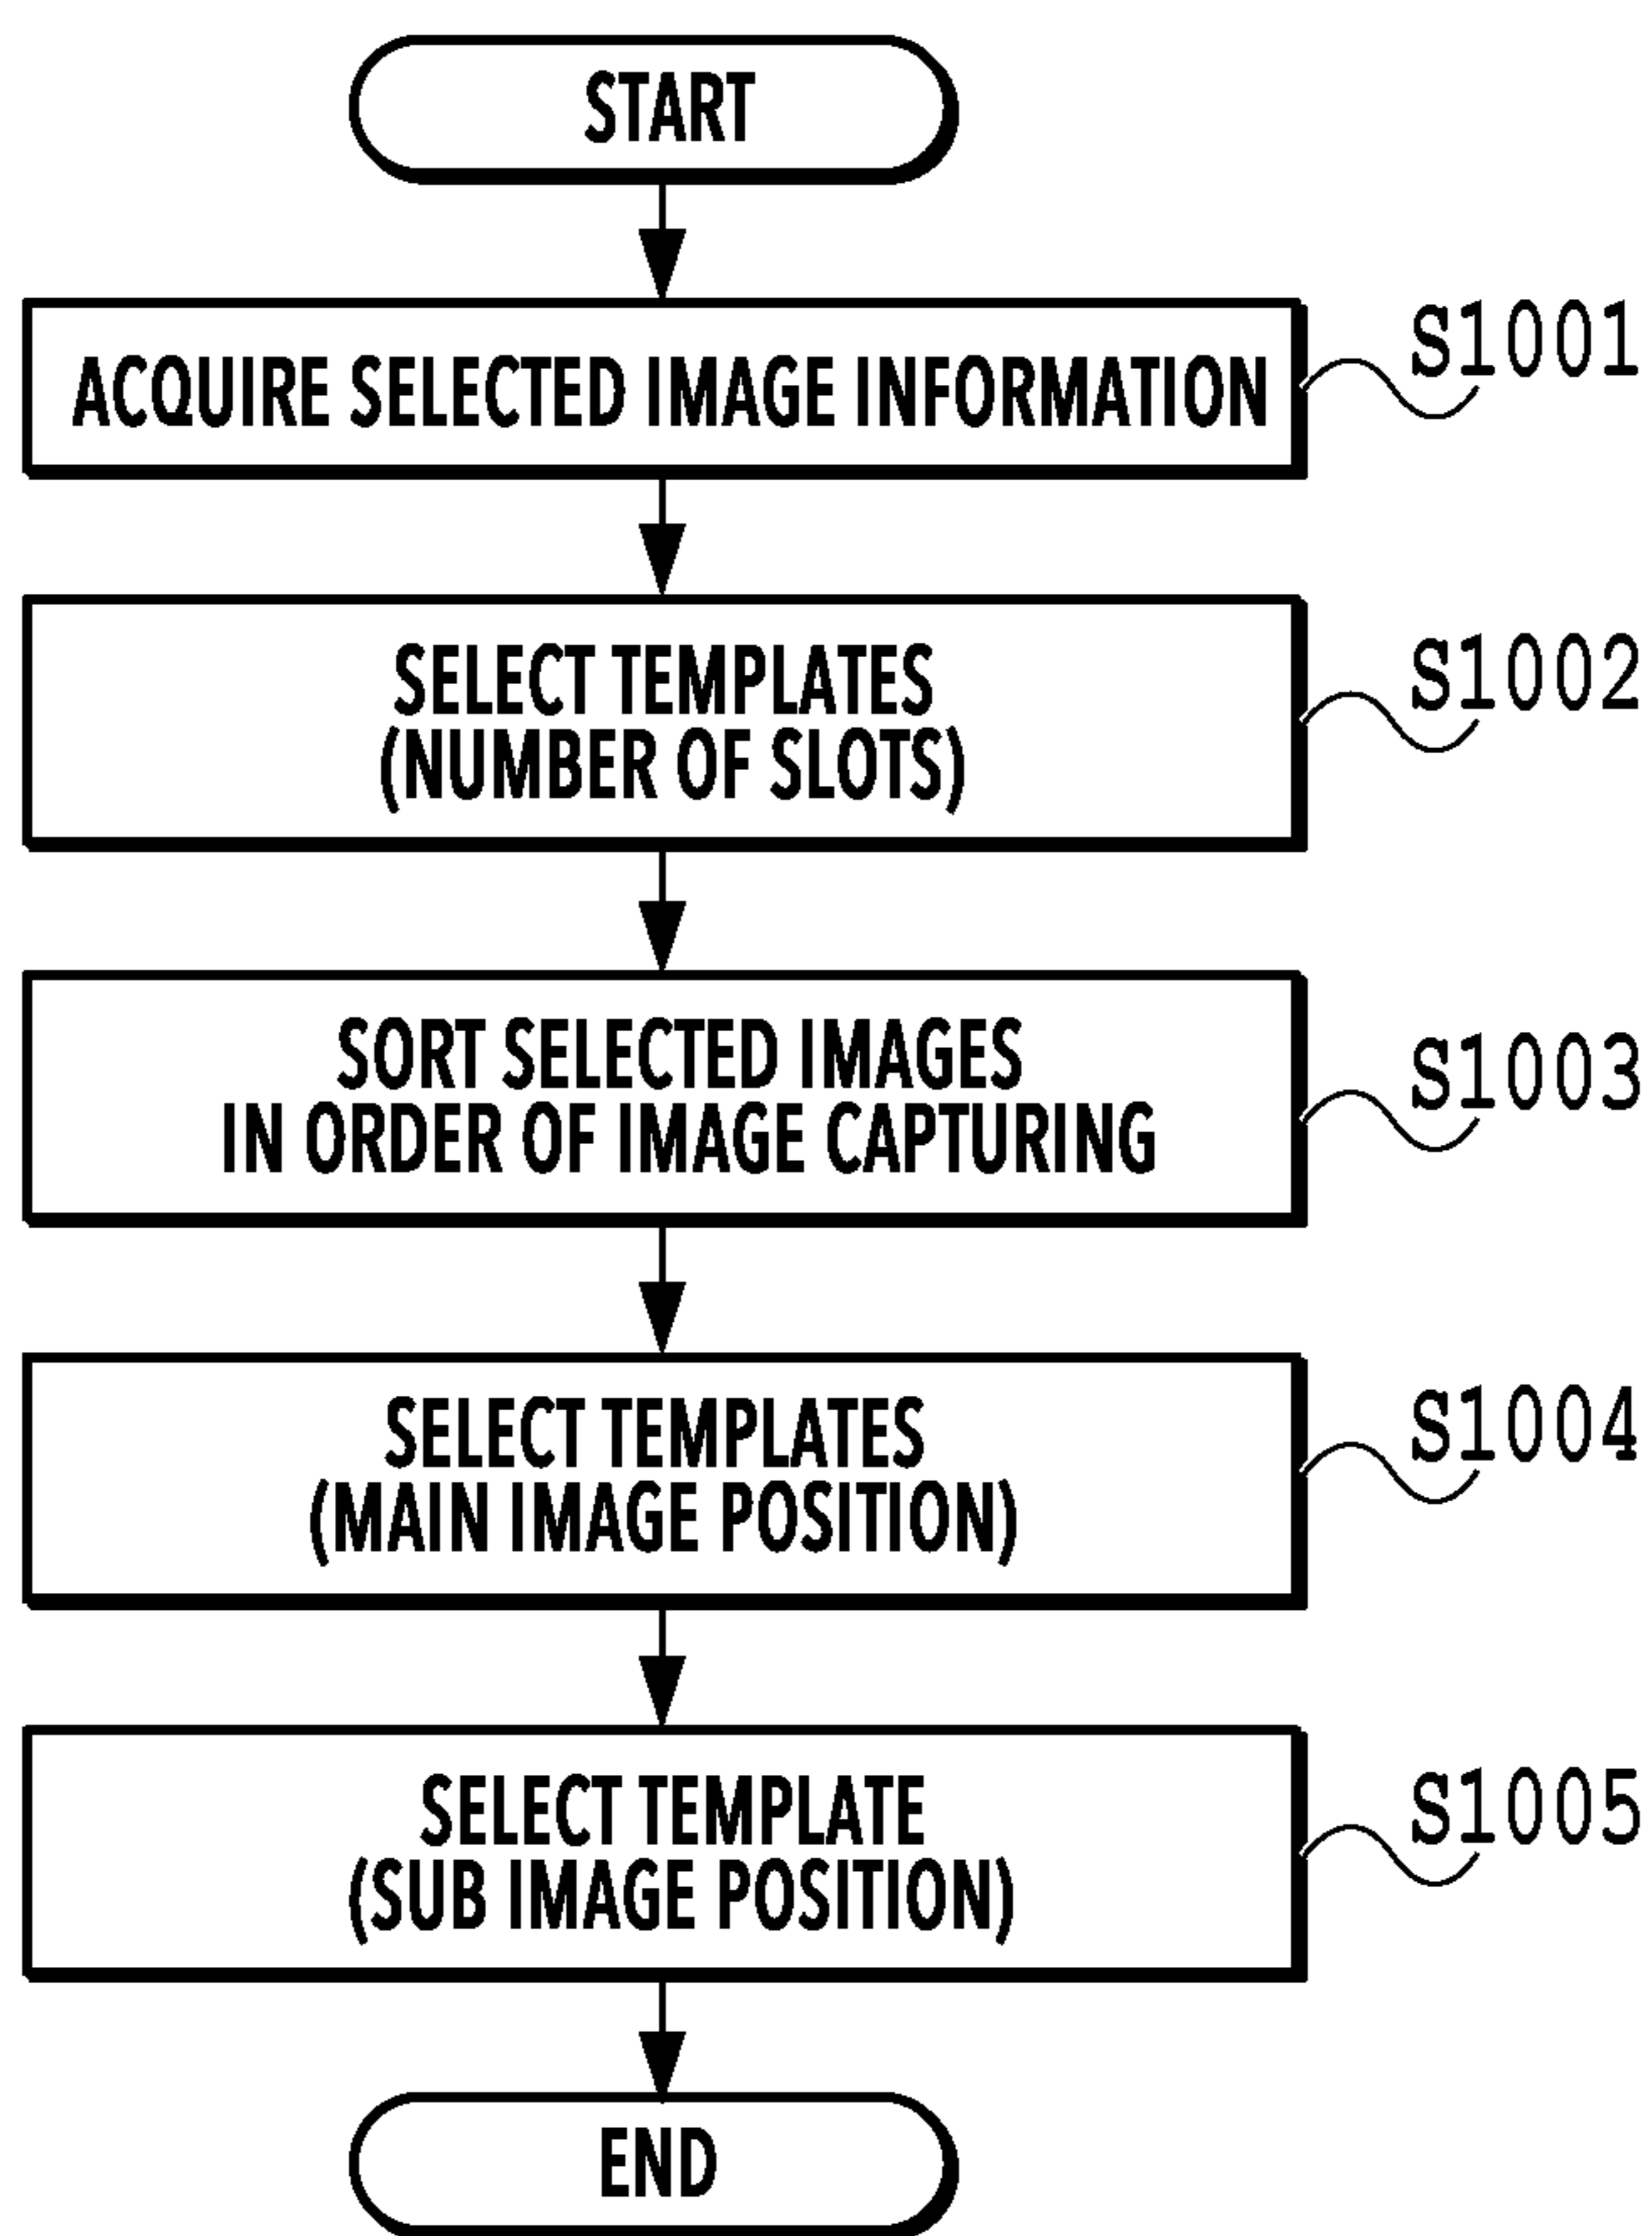 START
ACQUIRE SELECTED IMAGE INFORMATION
S1001
SELECT TEMPLATES
(NUMBER OF SLOTS)
S1002
SORT SELECTED IMAGES
IN ORDER OF IMAGE CAPTURING
S1003
SELECT TEMPLATES
(MAIN IMAGE POSITION)
S1004
SELECT TEMPLATE
(SUB IMAGE POSITION)
S1005
END